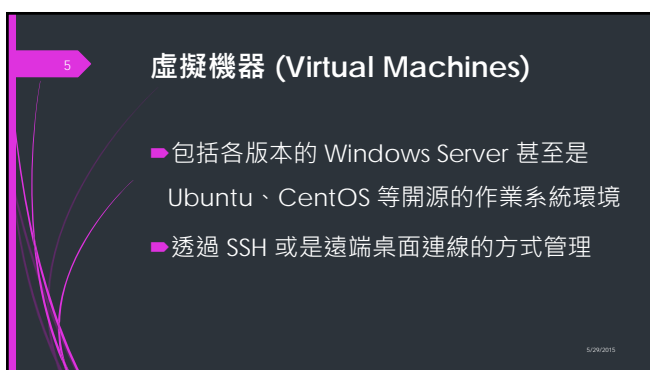 5
虛擬機器 (Virtual Machines)
包括各版本的 Windows Server 甚至是
Ubuntu、CentOS 等開源的作業系統環境
透過 SSH 或是遠端桌面連線的方式管理
5/29/2015